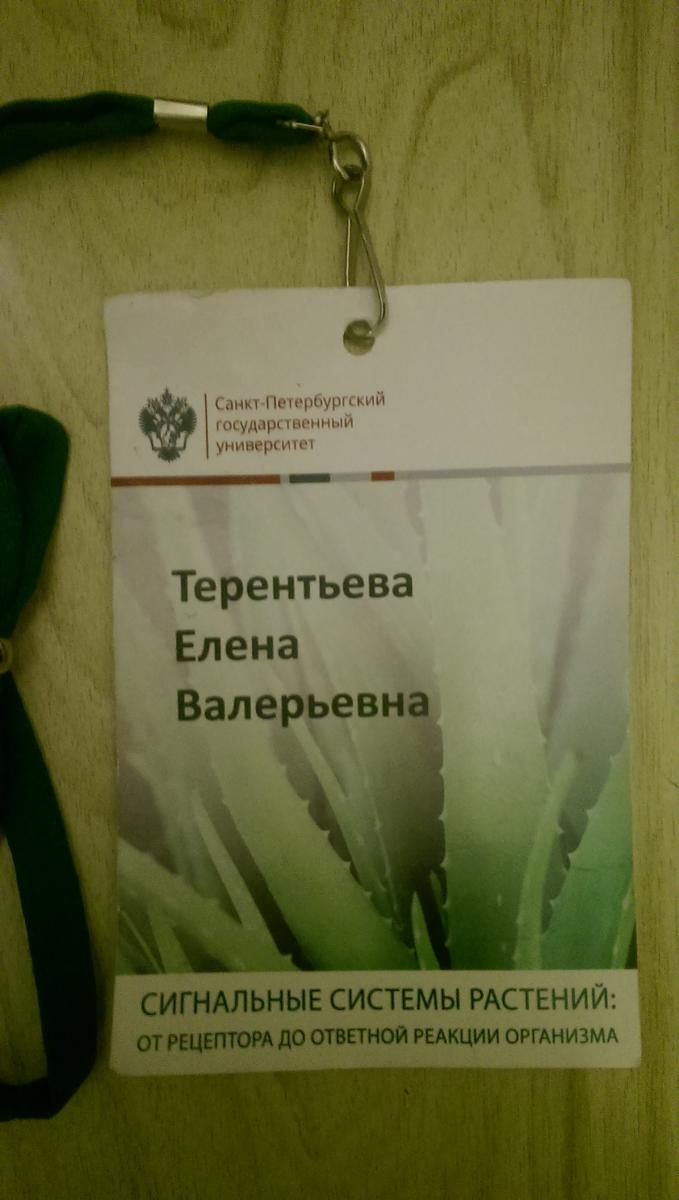 Санкт-Петербургский
государственный
университет
Терентьева
Елена
Валерьевна
СИГНАЛЬНЫЕ СИСТЕМЫ РАСТЕНИЙ:
ОТ РЕЦЕПТОРА ДО ОТВЕТНОЙ РЕАКЦИИ ОРГАНИЗМА